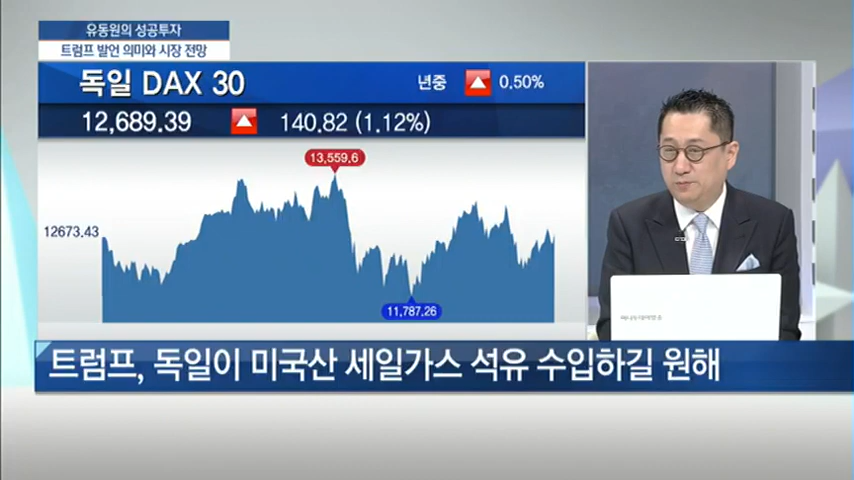 유동원의 성공투자
트럼프 발언 의미와 시장 전망
독일 DAX 30
년중 0.50%
12,689.39 140.82 (1.12%)
13,559.6
12673.43
11,787.26
트럼프, 독일이 미국산 세일가스 석유 수입하길 원해